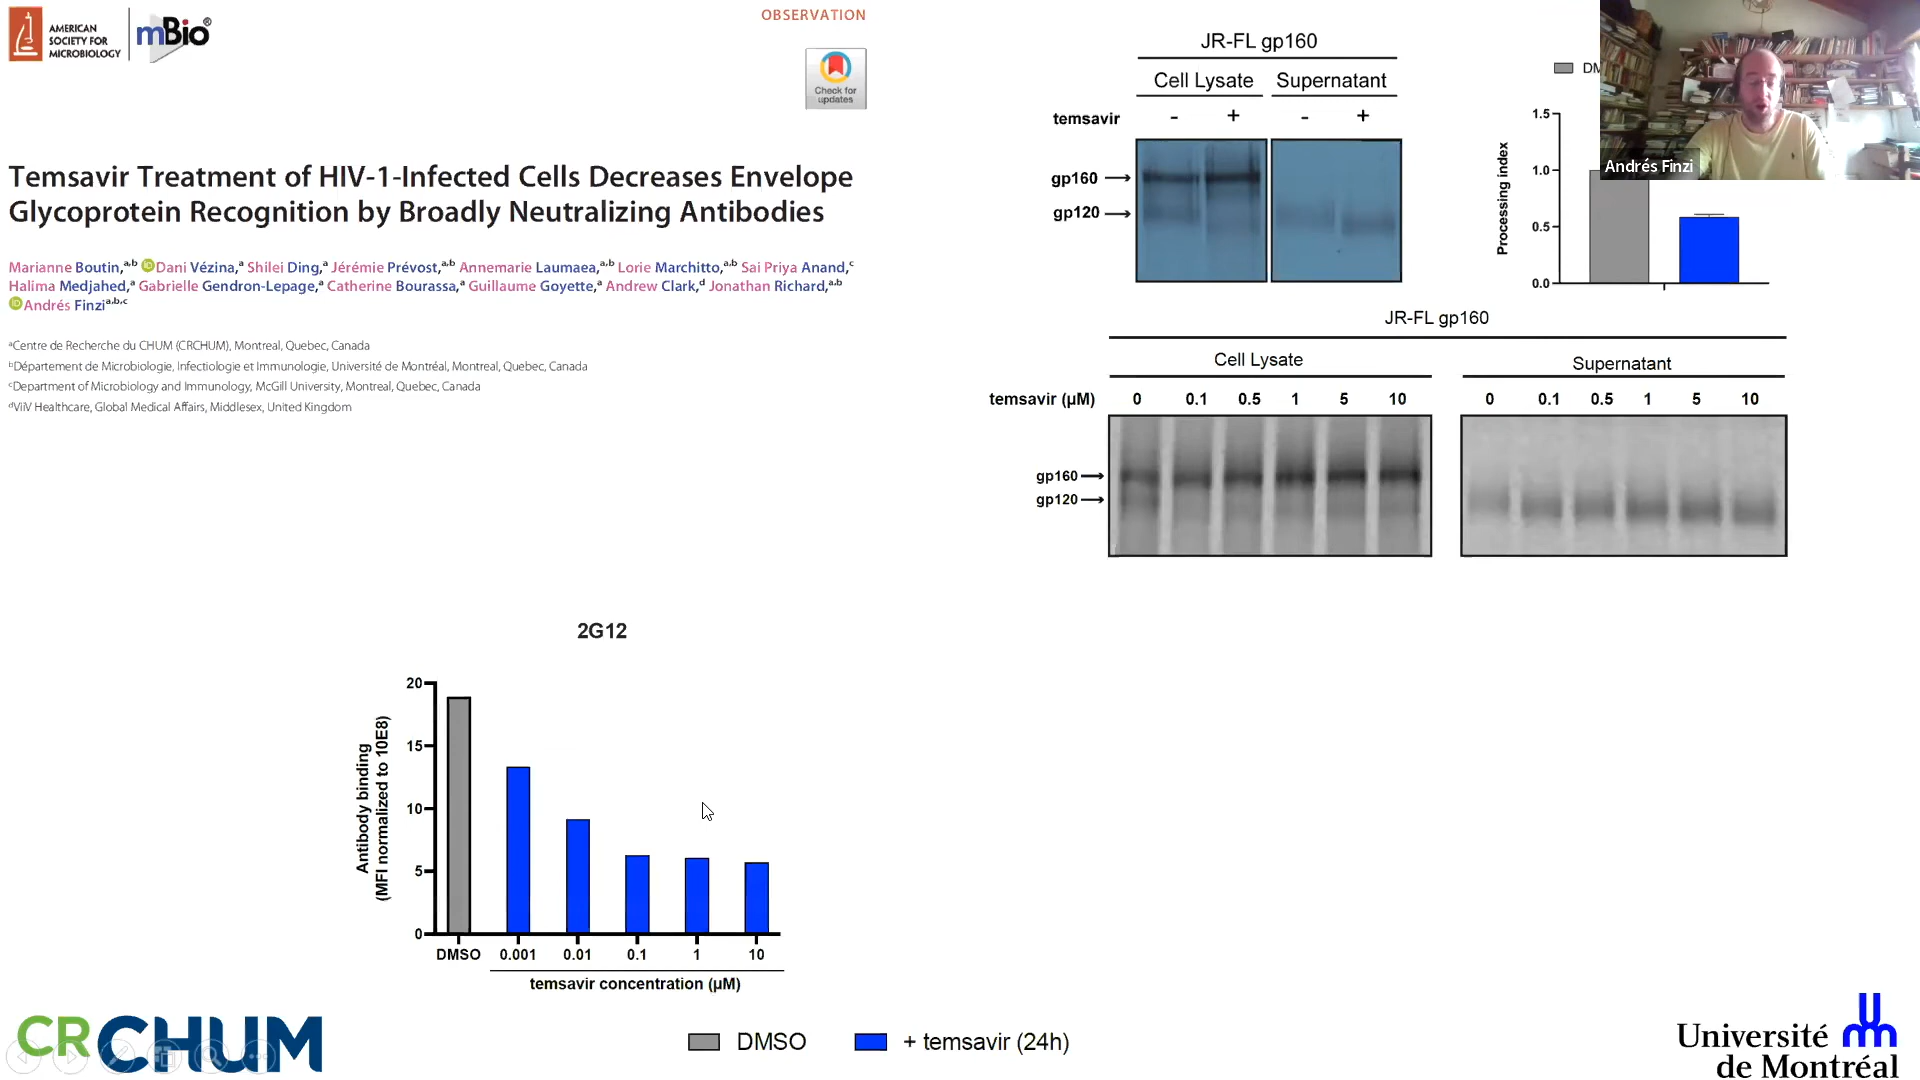 AMERICAN
SOCIETY FOR
MICROBIOLOGY
mBio®
OBSERVATION
Check for
updates
Temsavir Treatment of HIV-1-Infected Cells Decreases Envelope
Glycoprotein Recognition by Broadly Neutralizing Antibodies
Marianne Boutin,a,b Dani Vézina,a Shilei Ding,a Jérémie Prévost,a,b Annemarie Laumaea,a,b Lorie Marchitto,a,b Sai Priya Anand,c
Halima Medjahed,a Gabrielle Gendron-Lepage,a Catherine Bourassa,a Guillaume Goyette,a Andrew Clark,d Jonathan Richard,a,b
Andrés Finzia,b,c
aCentre de Recherche du CHUM (CRCHUM), Montreal, Quebec, Canada
bDépartement de Microbiologie, Infectiologie et Immunologie, Université de Montréal, Montreal, Quebec, Canada
cDepartment of Microbiology and Immunology, McGill University, Montreal, Quebec, Canada
dViiV Healthcare, Global Medical Affairs, Middlesex, United Kingdom
JR-FL gp160
Cell Lysate Supernatant
temsavir - + - +
gp160
gp120
DM
Processing index
1.5
1.0
0.5
0.0
Andrés Finzi
JR-FL gp160
Cell Lysate Supernatant
temsavir (µM) 0 0.1 0.5 1 5 10 0 0.1 0.5 1 5 10
gp160
gp120
2G12
Antibody binding
(MFI normalized to 10E8)
20
15
10
5
0
DMSO 0.001 0.01 0.1 1 10
temsavir concentration (µM)
DMSO + temsavir (24h)
CRCHUM
Université
de Montréal